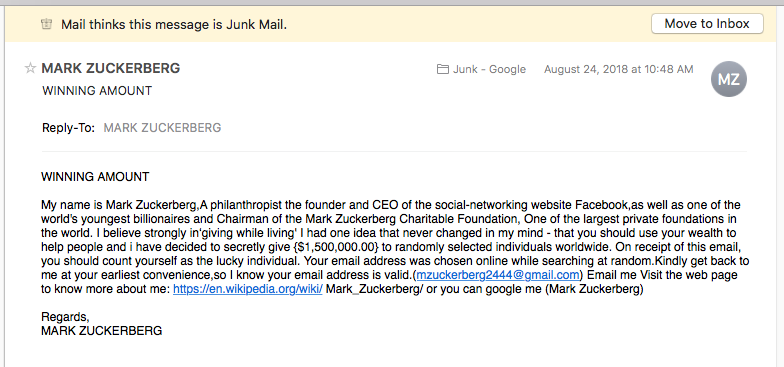 Mail thinks this message is Junk Mail.
Move to Inbox
MARK ZUCKERBERG
Junk - Google
August 24, 2018 at 10:48 AM
MZ
WINNING AMOUNT
Reply-To: MARK ZUCKERBERG
WINNING AMOUNT
My name is Mark Zuckerberg,A philanthropist the founder and CEO of the social-networking website Facebook,as well as one of the
world's youngest billionaires and Chairman of the Mark Zuckerberg Charitable Foundation, One of the largest private foundations in
the world. I believe strongly in'giving while living' I had one idea that never changed in my mind - that you should use your wealth to
help people and i have decided to secretly give {$1,500,000.00} to randomly selected individuals worldwide. On receipt of this email,
you should count yourself as the lucky individual. Your email address was chosen online while searching at random.Kindly get back to
me at your earliest convenience,so I know your email address is valid.(mzuckerberg2444@gmail.com) Email me Visit the web page
to know more about me: https://en.wikipedia.org/wiki/ Mark_Zuckerberg/ or you can google me (Mark Zuckerberg)
Regards,
MARK ZUCKERBERG